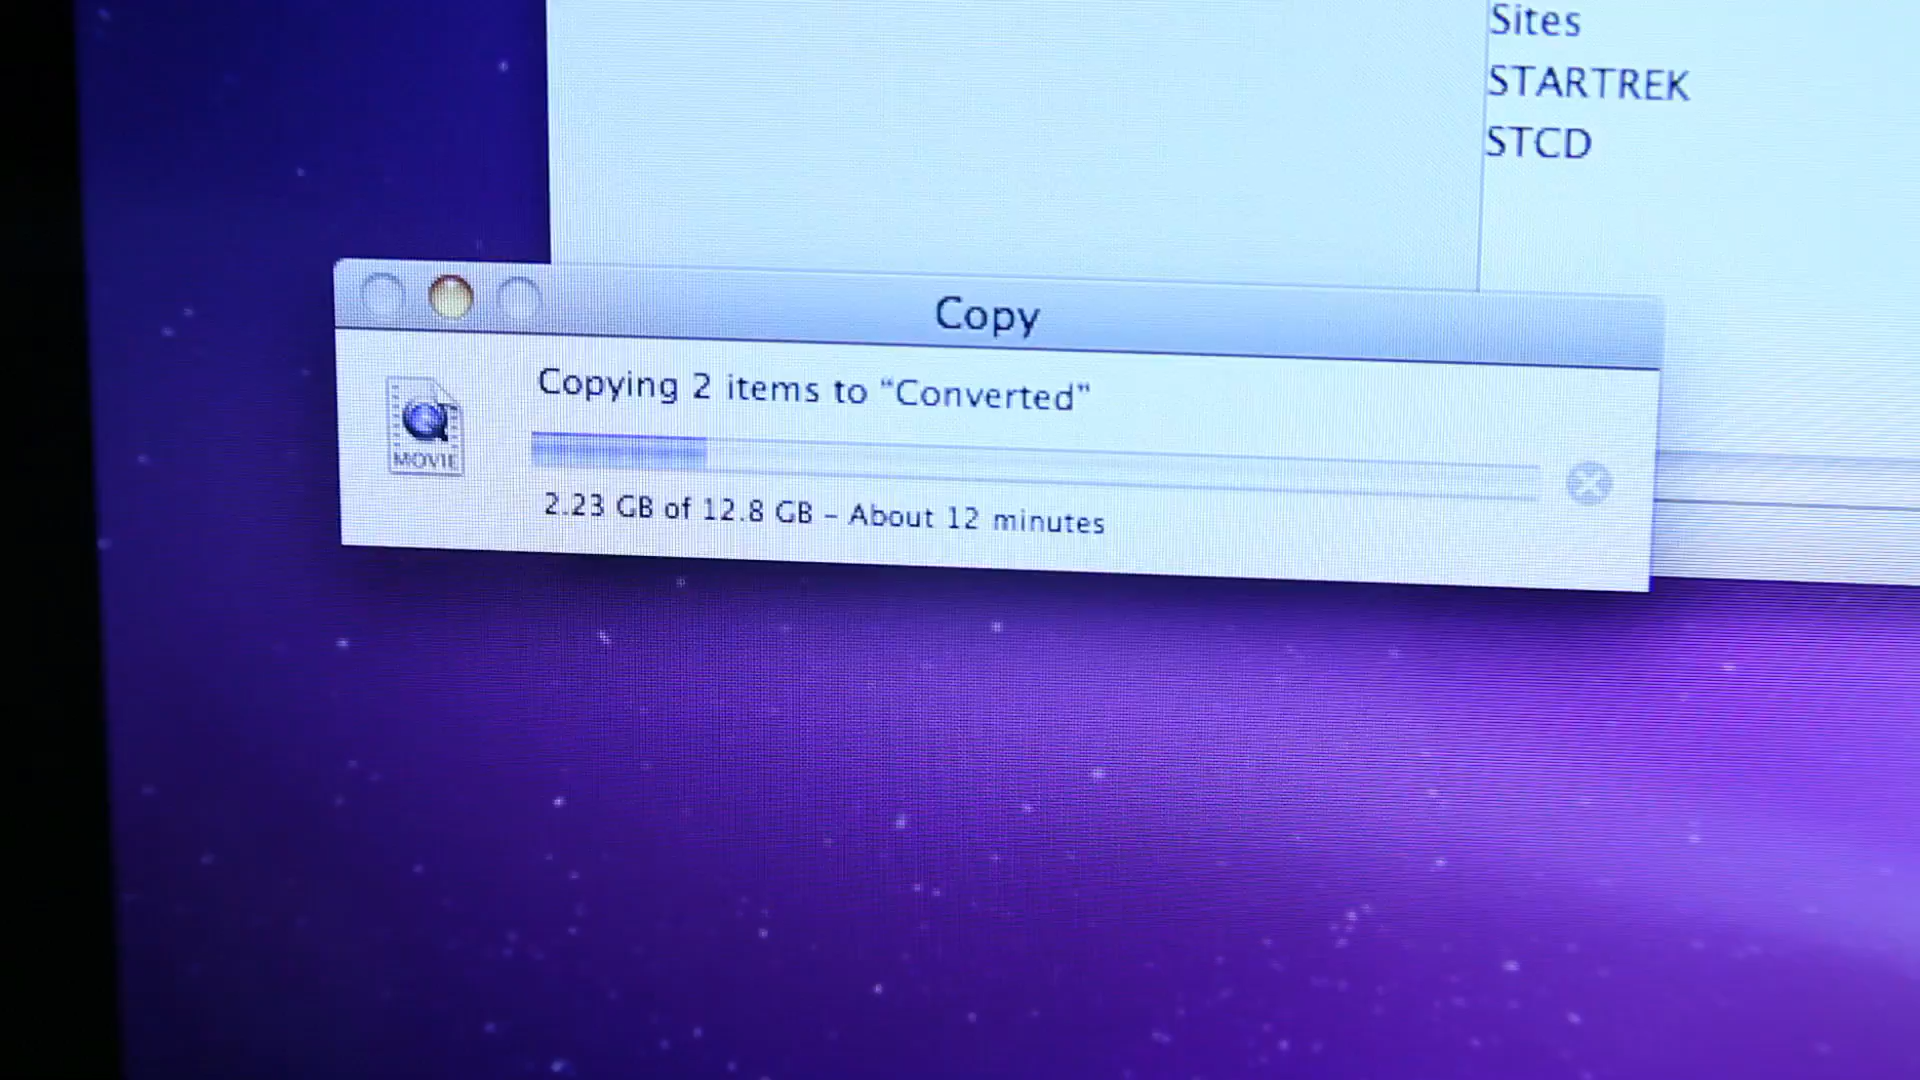 Sites
STARTREK
STCD
Copy
Copying 2 items to “Converted”
MOVIE
2.23 GB of 12.8 GB – About 12 minutes